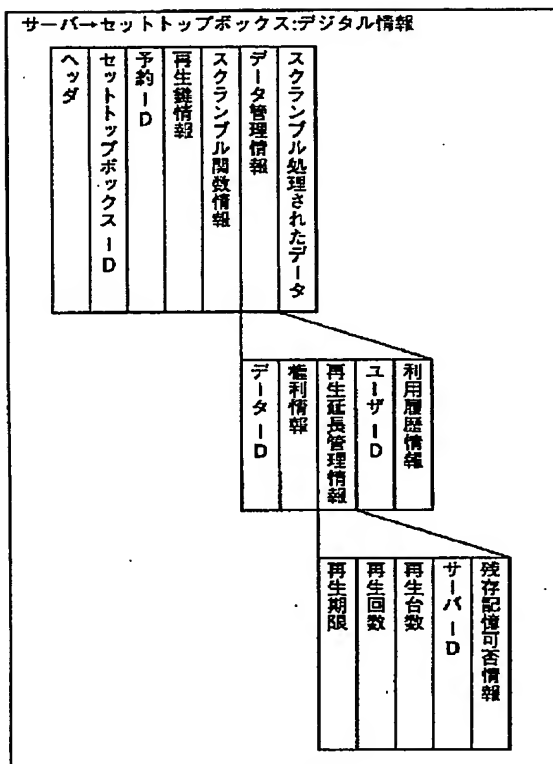 サーバ→セットトップボックス:デジタル情報
ヘッダ
セットトップボックスID
予約ID
再生鍵情報
スクランブル関数情報
データ管理情報
スクランブル処理されたデータ
データID
権利情報
再生延長管理情報
ユーザID
利用履歴情報
再生期限
再生回数
再生台数
サーバID
残存記憶可否情報